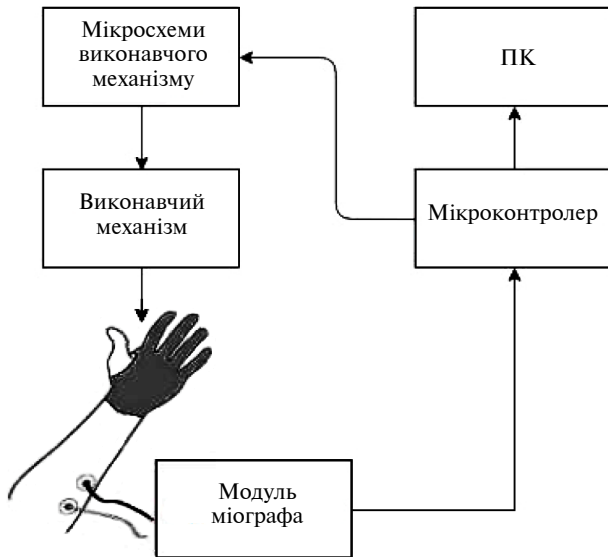 Мікросхеми
виконавчого
механізму
ПК
Виконавчий
механізм
Мікроконтролер
Модуль
міографа